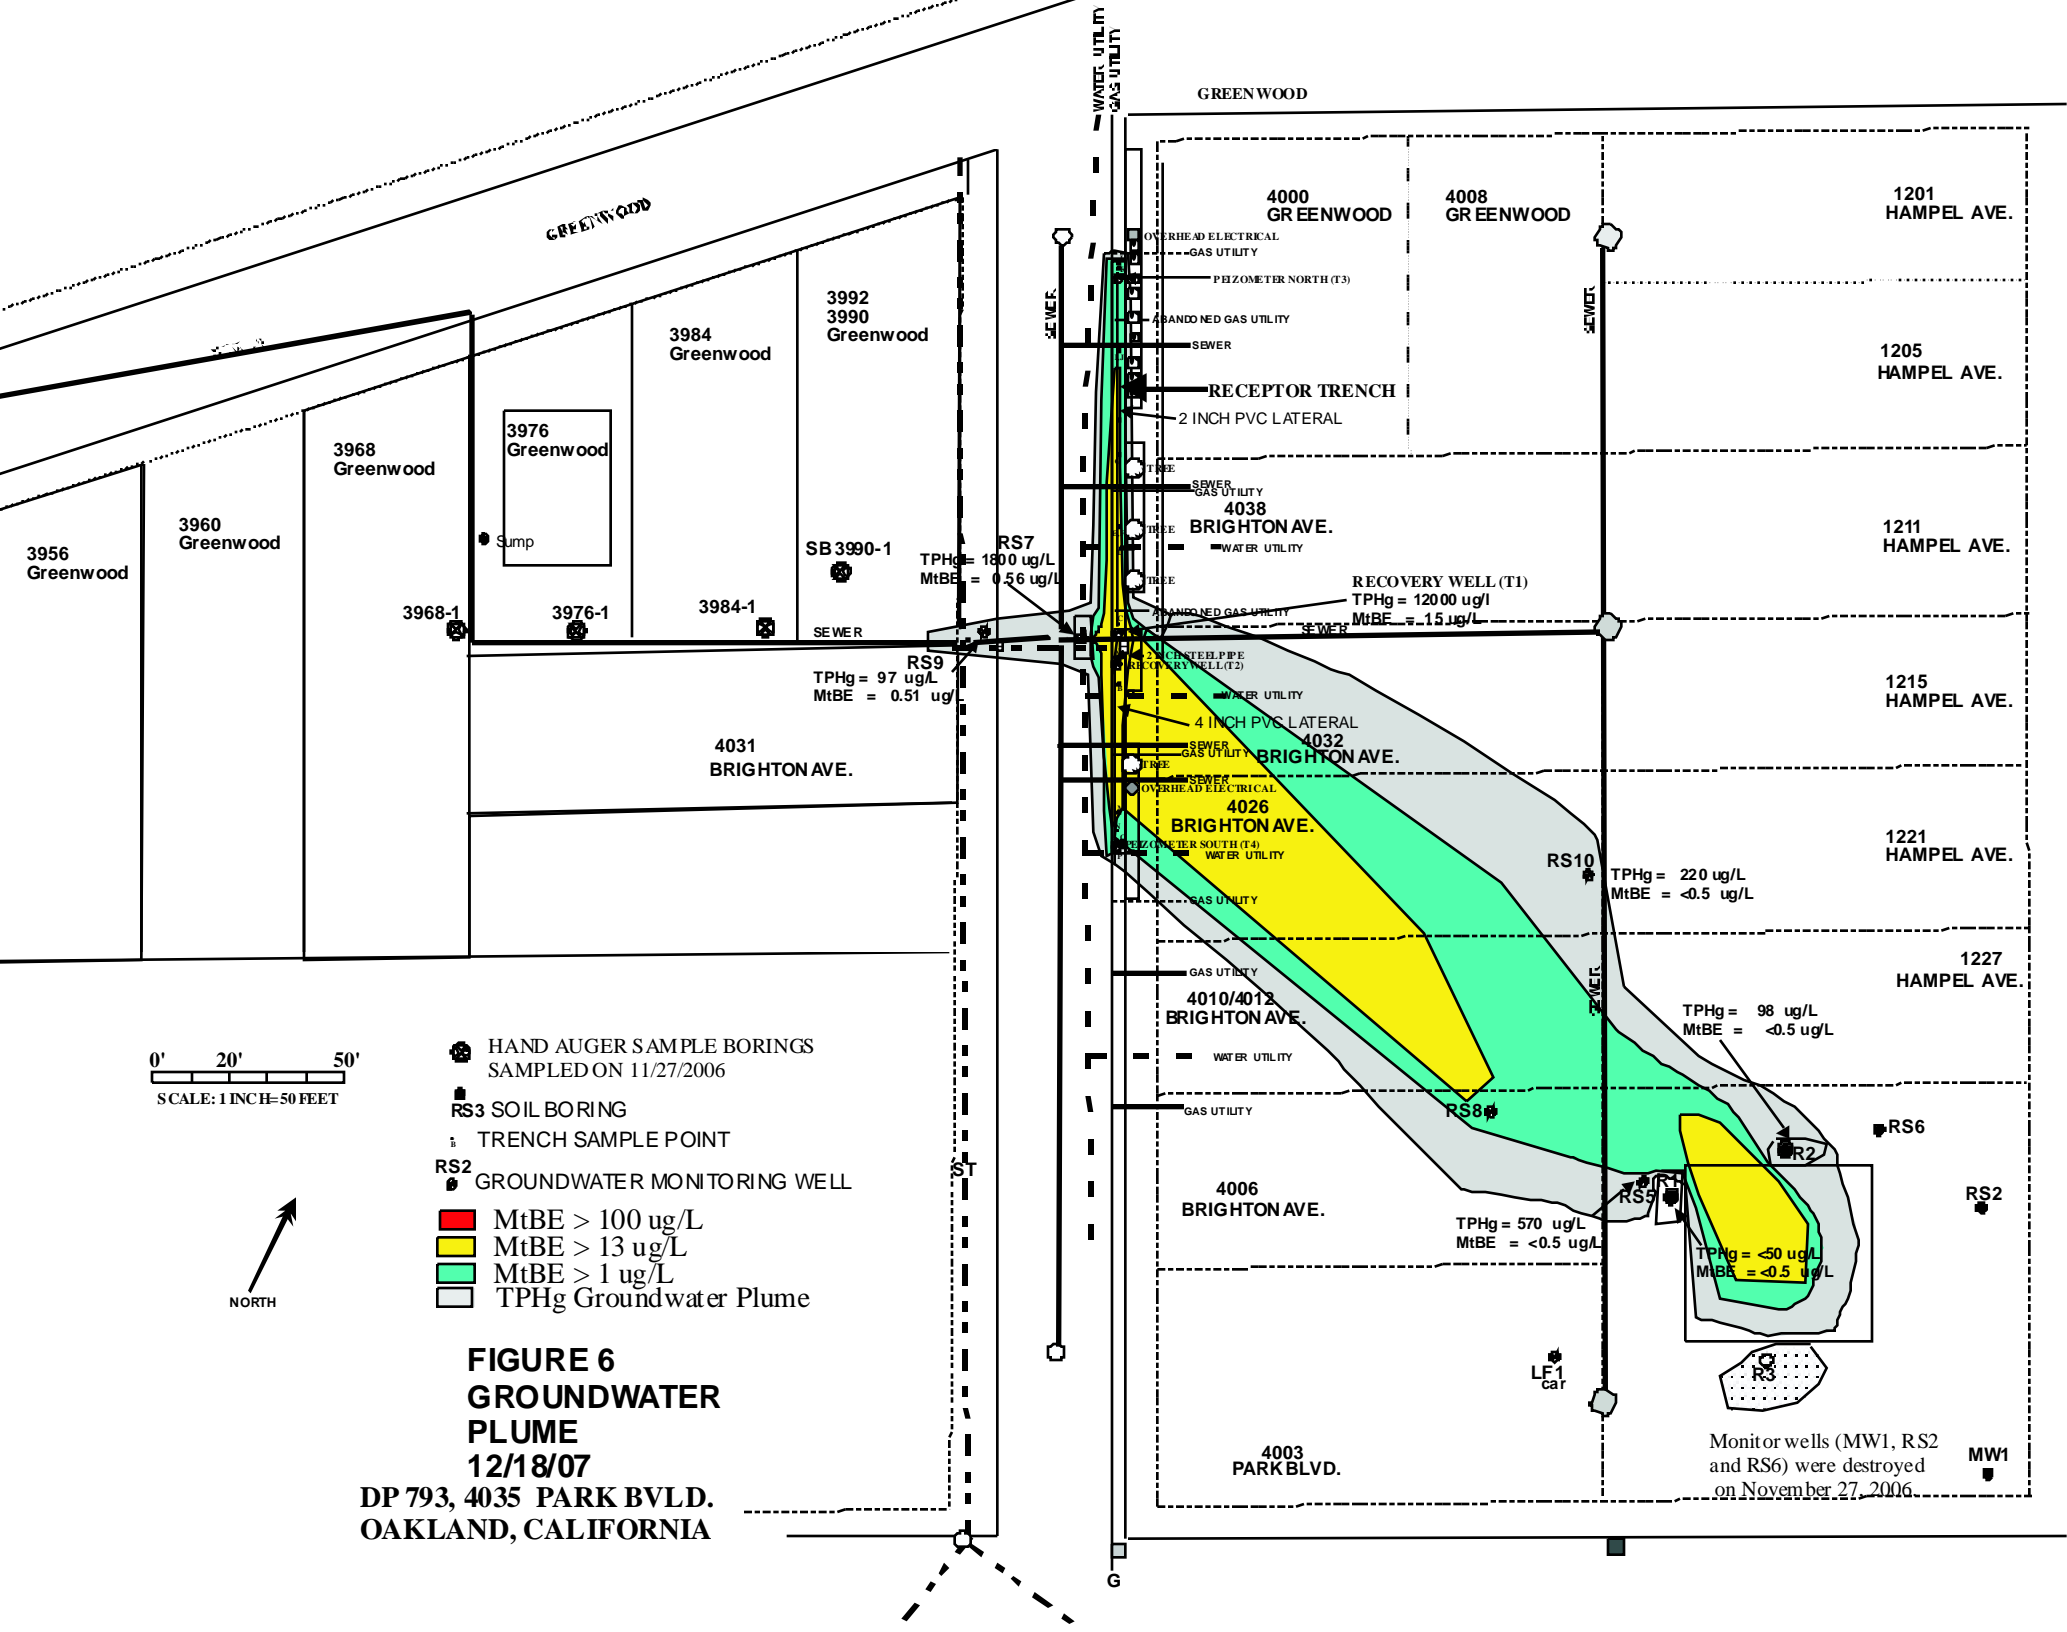 WATER UTILITY
GAS UTILITY
GREENWOOD
4000
GREENWOOD
4008
GREENWOOD
1201
HAMPEL AVE.
GREENWOOD
OVERHEAD ELECTRICAL
GAS UTILITY
PEIZOMETER NORTH (T3)
SEWER
SEWER
3992
3990
Greenwood
3984
Greenwood
ABANDONED GAS UTILITY
SEWER
1205
HAMPEL AVE.
RECEPTOR TRENCH
2 INCH PVC LATERAL
3976
Greenwood
3968
Greenwood
TREE
SEWER
GAS UTILITY
4038
BRIGHTON AVE.
TREE
WATER UTILITY
1211
HAMPEL AVE.
3960
Greenwood
3956
Greenwood
Sump
SB 3990-1
RS7
TPHg = 1800 ug/L
MtBE = 0.56 ug/L
TREE
RECOVERY WELL (T1)
TPHg = 12000 ug/l
MtBE = 15 ug/L
3968-1
3976-1
3984-1
SEWER
ABANDONED GAS UTILITY
SEWER
RS9
TPHg = 97 ug/L
MtBE = 0.51 ug/L
2 INCH STEEL PIPE
RECOVERY WELL (T2)
WATER UTILITY
1215
HAMPEL AVE.
4 INCH PVC LATERAL
4031
BRIGHTON AVE.
SEWER
GAS UTILITY
4032
BRIGHTON AVE.
TREE
SEWER
OVERHEAD ELECTRICAL
4026
BRIGHTON AVE.
PEIZOMETER SOUTH (T4)
WATER UTILITY
RS10
TPHg = 220 ug/L
MtBE = <0.5 ug/L
1221
HAMPEL AVE.
GAS UTILITY
GAS UTILITY
SEWER
1227
HAMPEL AVE.
4010/4012
BRIGHTON AVE.
TPHg = 98 ug/L
MtBE = <0.5 ug/L
WATER UTILITY
GAS UTILITY
RS8
RS6
R2
0' 20' 50'
SCALE: 1 INCH=50 FEET
HAND AUGER SAMPLE BORINGS
SAMPLED ON 11/27/2006
RS3 SOIL BORING
B TRENCH SAMPLE POINT
RS2
GROUNDWATER MONITORING WELL
MtBE > 100 ug/L
MtBE > 13 ug/L
MtBE > 1 ug/L
TPHg Groundwater Plume
NORTH
ST
4006
BRIGHTON AVE.
R1
RS5
RS2
TPHg = 570 ug/L
MtBE = <0.5 ug/L
TPHg = <50 ug/L
MtBE = <0.5 ug/L
LF1
car
R3
FIGURE 6
GROUNDWATER
PLUME
12/18/07
DP 793, 4035 PARK BVLD.
OAKLAND, CALIFORNIA
4003
PARK BLVD.
Monitor wells (MW1, RS2
and RS6) were destroyed
on November 27, 2006
MW1
G